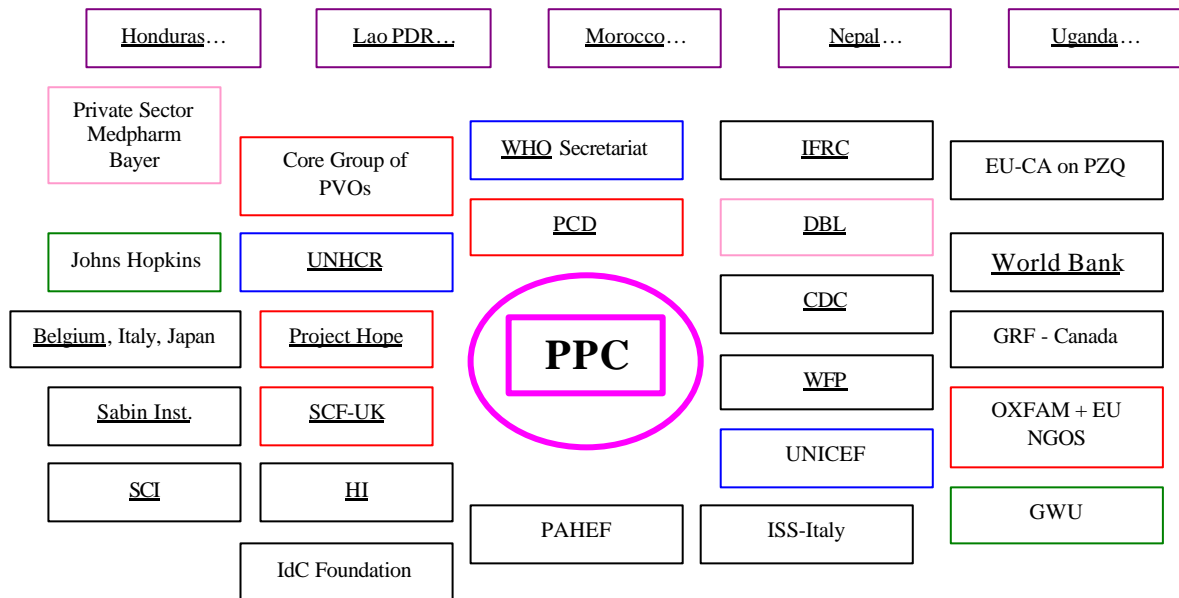 Honduras…
Lao PDR…
Morocco…
Nepal…
Uganda…
Private Sector
Medpharm
Bayer
Core Group of
PVOs
WHO Secretariat
IFRC
EU-CA on PZQ
PCD
DBL
Johns Hopkins
UNHCR
World Bank
CDC
Belgium, Italy, Japan
Project Hope
PPC
GRF - Canada
WFP
Sabin Inst.
SCF-UK
OXFAM + EU
NGOS
UNICEF
SCI
HI
GWU
PAHEF
ISS-Italy
IdC Foundation